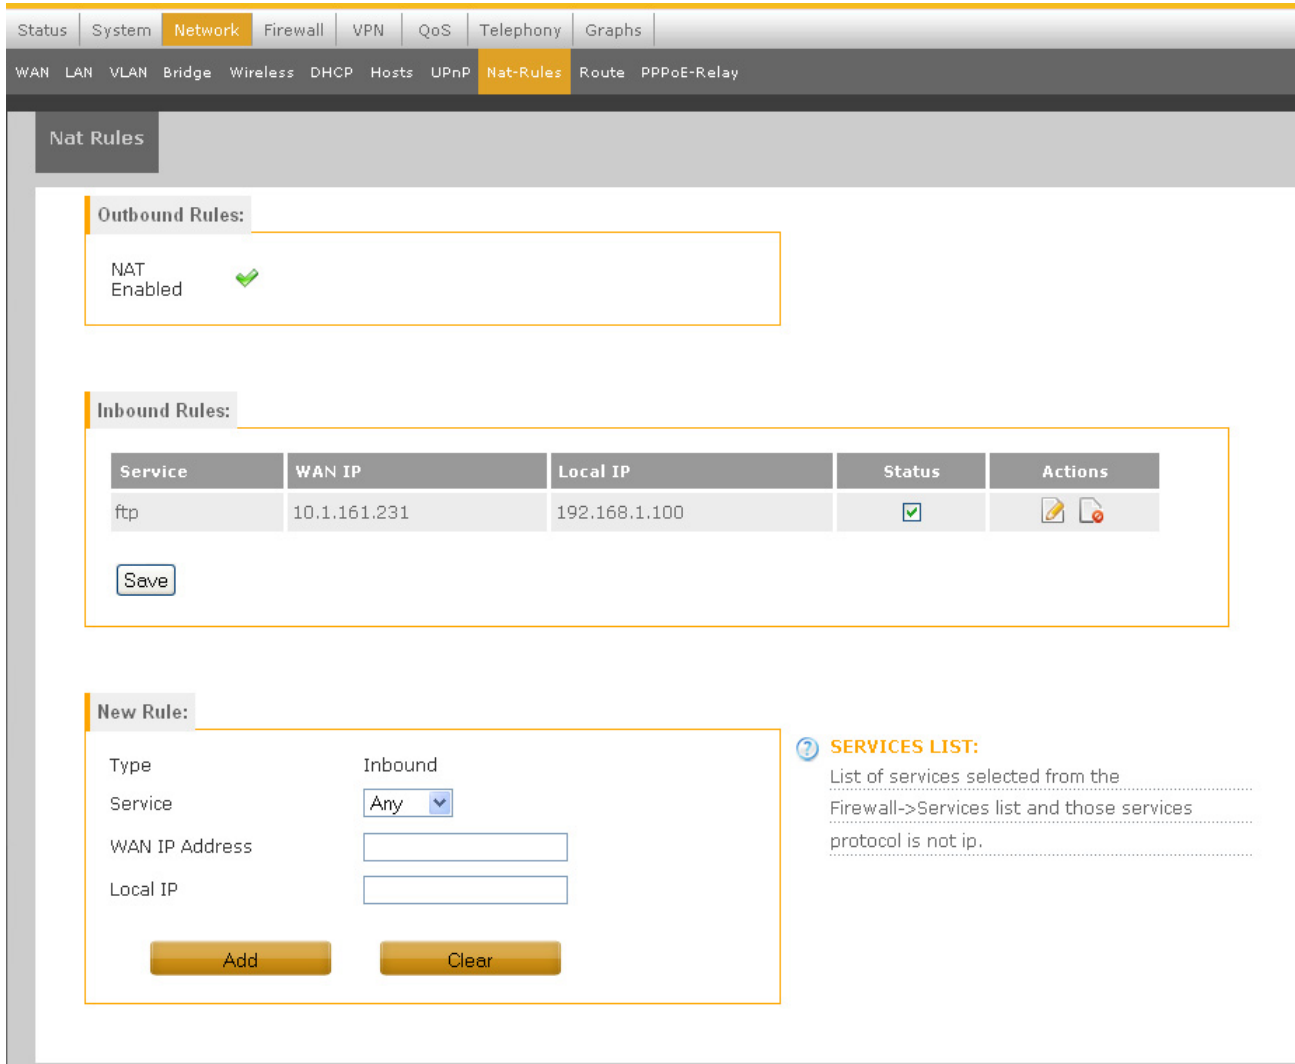 Status System Network Firewall VPN QoS Telephony Graphs
WAN LAN VLAN Bridge Wireless DHCP Hosts UPnP Nat-Rules Route PPPoE-Relay
Nat Rules
Outbound Rules:
NAT
Enabled
Inbound Rules:
Service WAN IP Local IP Status Actions
ftp 10.1.161.231 192.168.1.100
Save
New Rule:
Type Inbound
Service Any
WAN IP Address
Local IP
Add Clear
SERVICES LIST:
List of services selected from the
Firewall->Services list and those services
protocol is not ip.